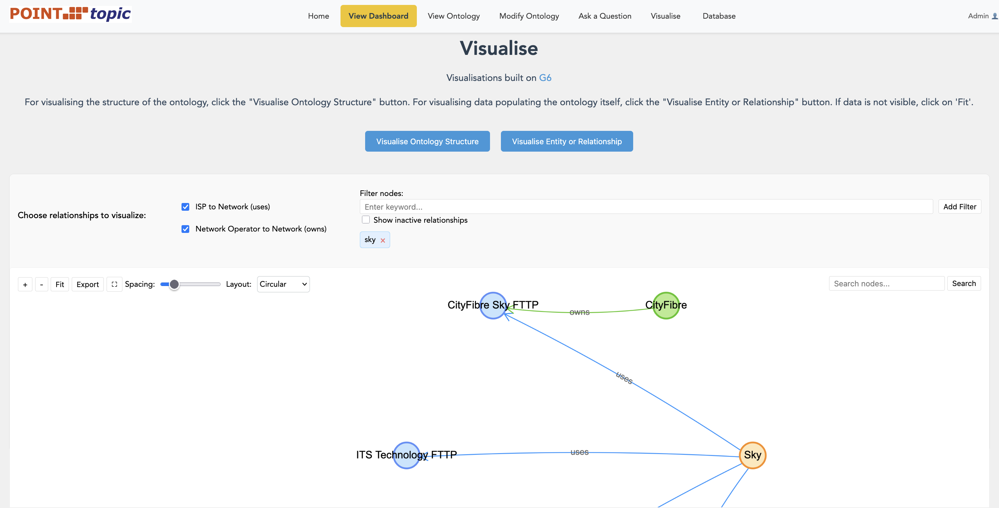 POINT topic
Home View Dashboard View Ontology Modify Ontology Ask a Question Visualise Database Admin
Visualise
Visualisations built on G6
For visualising the structure of the ontology, click the "Visualise Ontology Structure" button. For visualising data populating the ontology itself, click the "Visualise Entity or Relationship" button. If data is not visible, click on 'Fit'.
Visualise Ontology Structure Visualise Entity or Relationship
Choose relationships to visualize:
ISP to Network (uses)
Network Operator to Network (owns)
Filter nodes:
Enter keyword... Add Filter
Show inactive relationships
sky ×
+ - Fit Export Spacing: Layout: Circular Search nodes... Search
CityFibre Sky FTTP owns CityFibre
uses
ITS Technology FTTP uses Sky